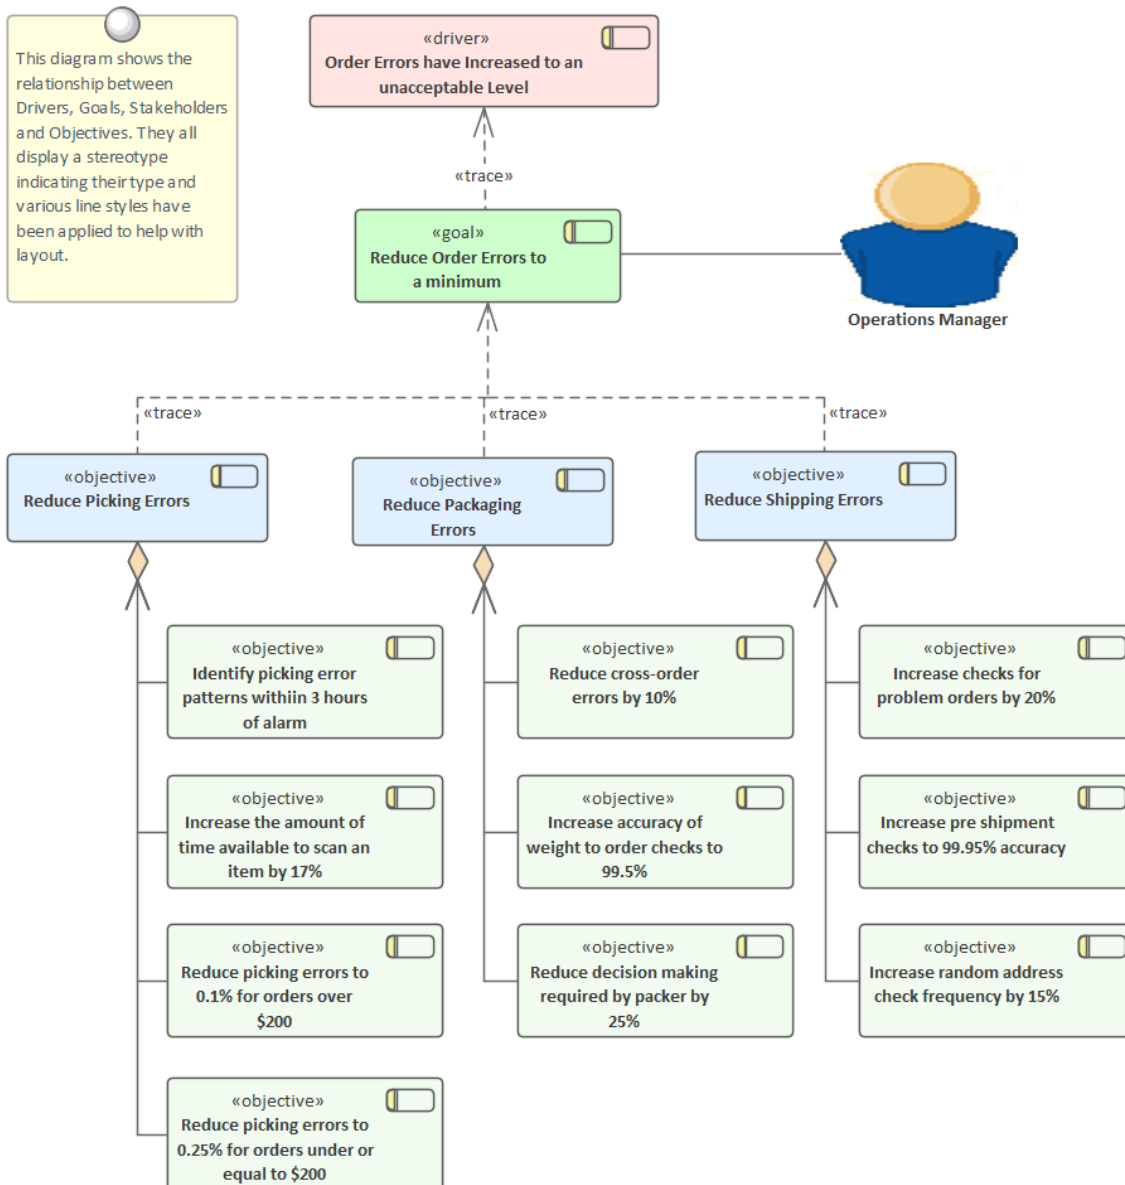 This diagram shows the
relationship between
Drivers, Goals, Stakeholders
and Objectives. They all
display a stereotype
indicating their type and
various line styles have
been applied to help with
layout.
«driver»
Order Errors have Increased to an
unacceptable Level
«trace»
«goal»
Reduce Order Errors to
a minimum
Operations Manager
«trace»
«trace»
«trace»
«objective»
Reduce Picking Errors
«objective»
Reduce Packaging
Errors
«objective»
Reduce Shipping Errors
«objective»
Identify picking error
patterns withiin 3 hours
of alarm
«objective»
Reduce cross-order
errors by 10%
«objective»
Increase checks for
problem orders by 20%
«objective»
Increase the amount of
time available to scan an
item by 17%
«objective»
Increase accuracy of
weight to order checks to
99.5%
«objective»
Increase pre shipment
checks to 99.95% accuracy
«objective»
Reduce picking errors to
0.1% for orders over
$200
«objective»
Reduce decision making
required by packer by
25%
«objective»
Increase random address
check frequency by 15%
«objective»
Reduce picking errors to
0.25% for orders under or
equal to $200